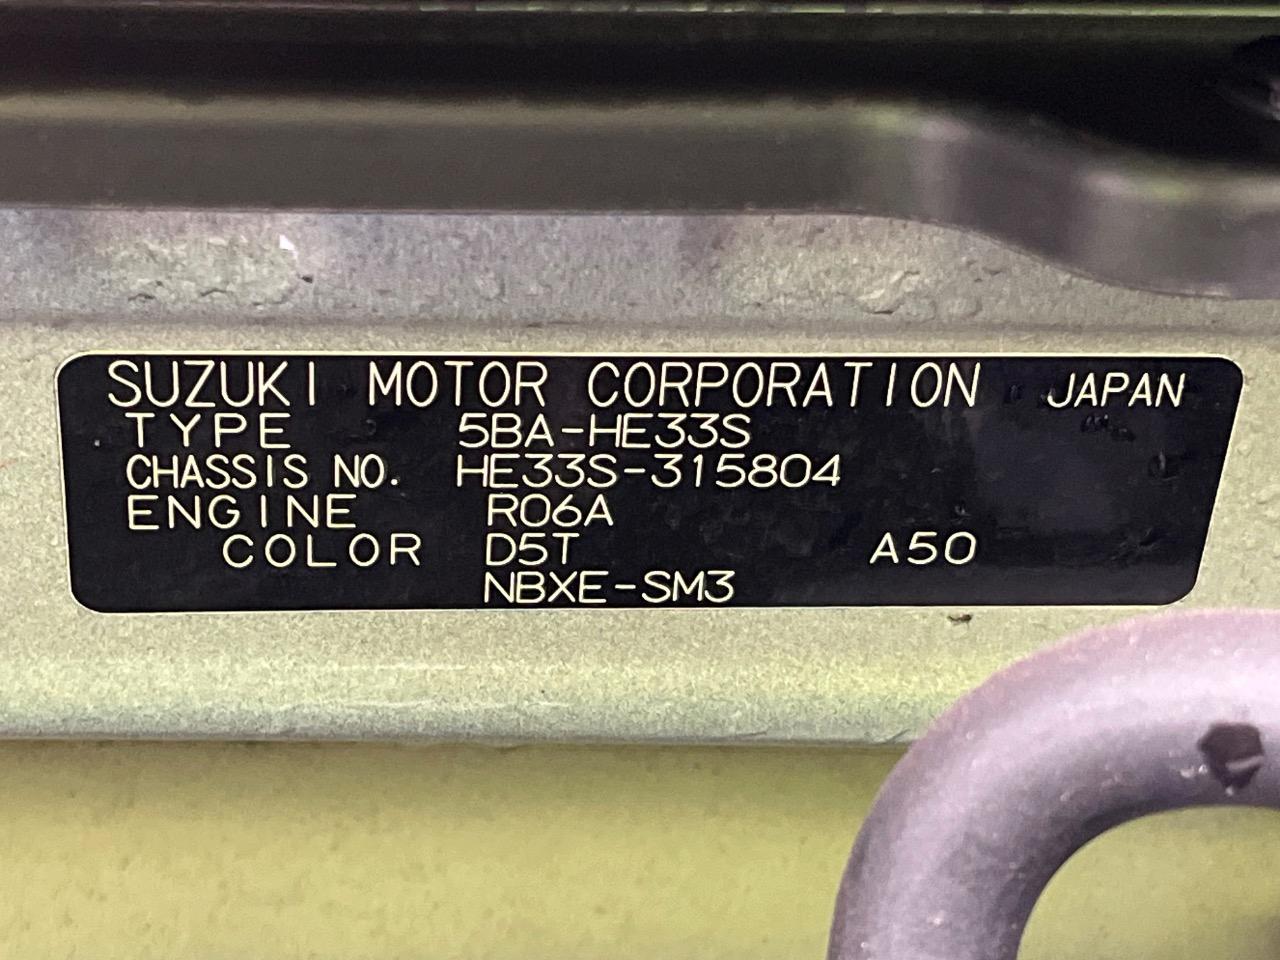 SUZUKI MOTOR CORPORATION JAPAN
TYPE 5BA-HE33S
CHASSIS NO. HE33S-315804
ENGINE R06A
COLOR D5T A50
NBXE-SM3